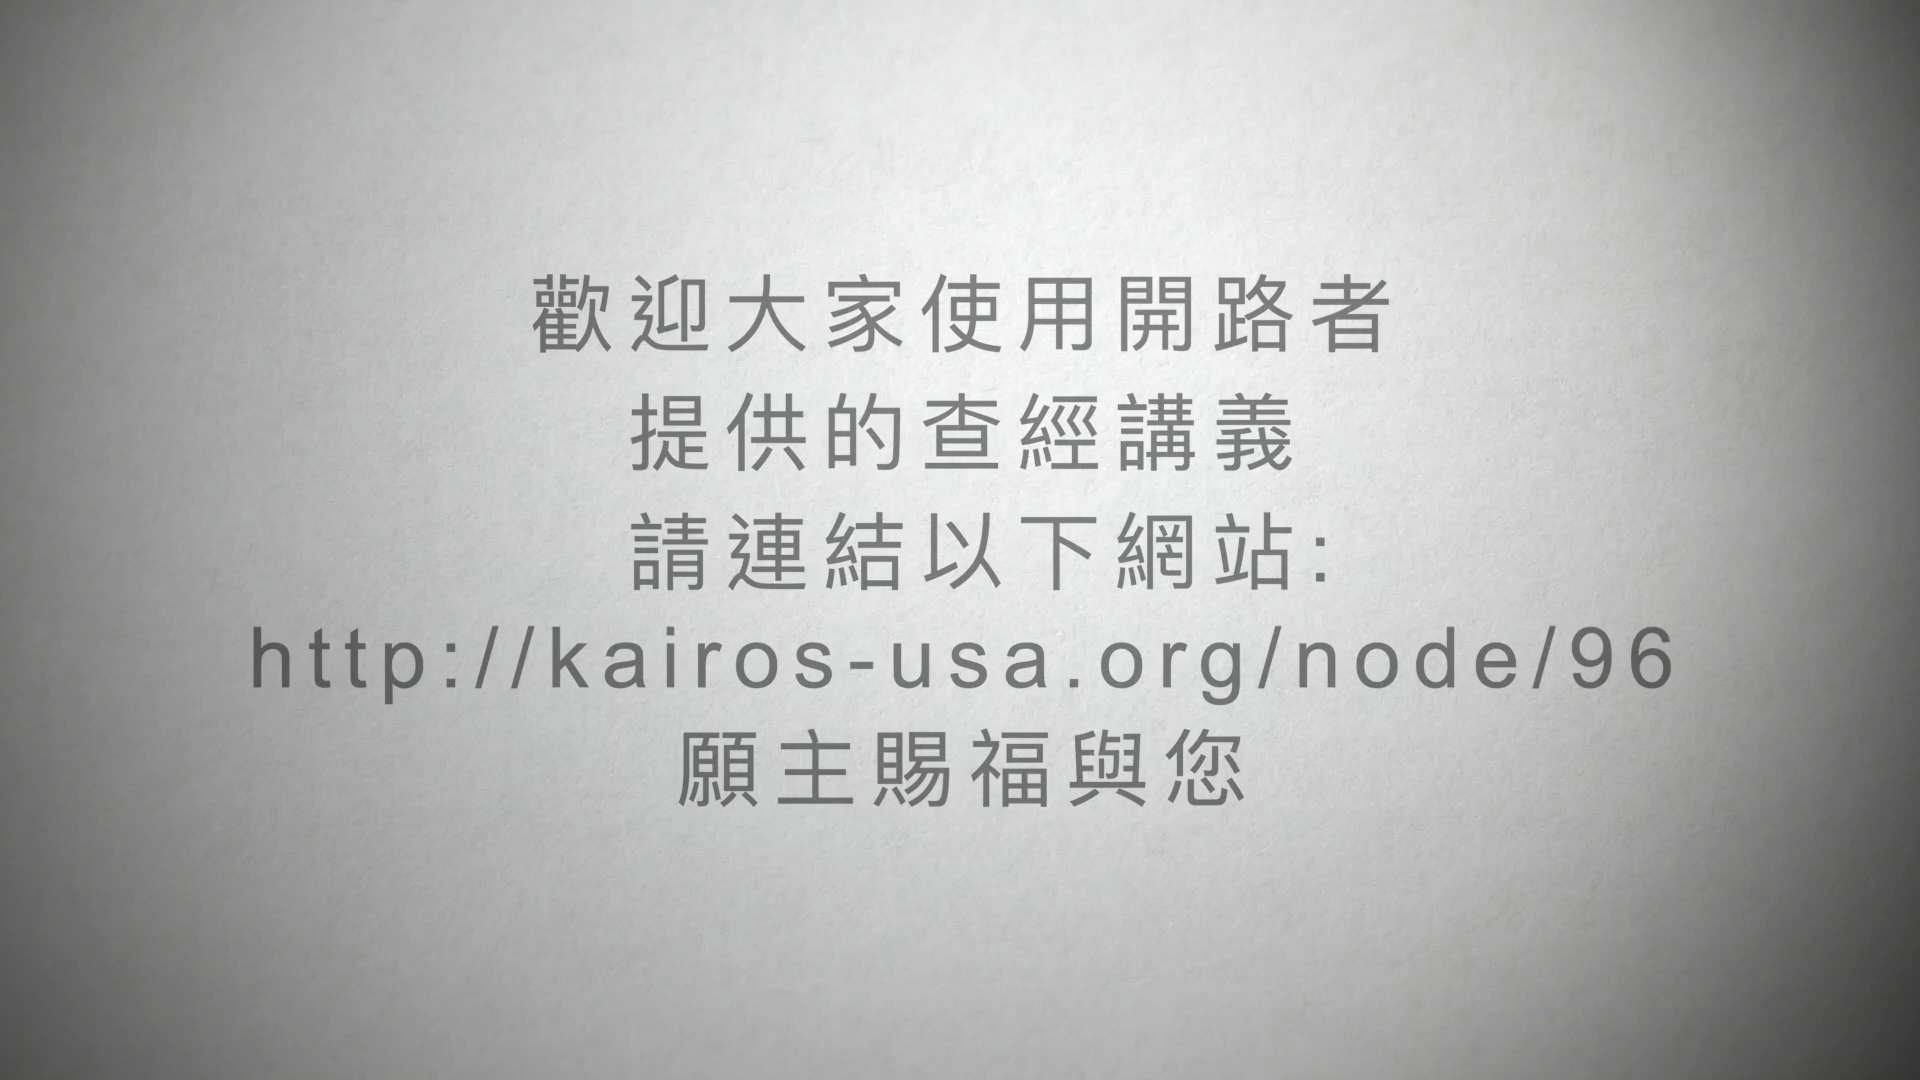 歡迎大家使用開路者
提供的查經講義
請連結以下網站:
http://kairos-usa.org/node/96
願主賜福與您